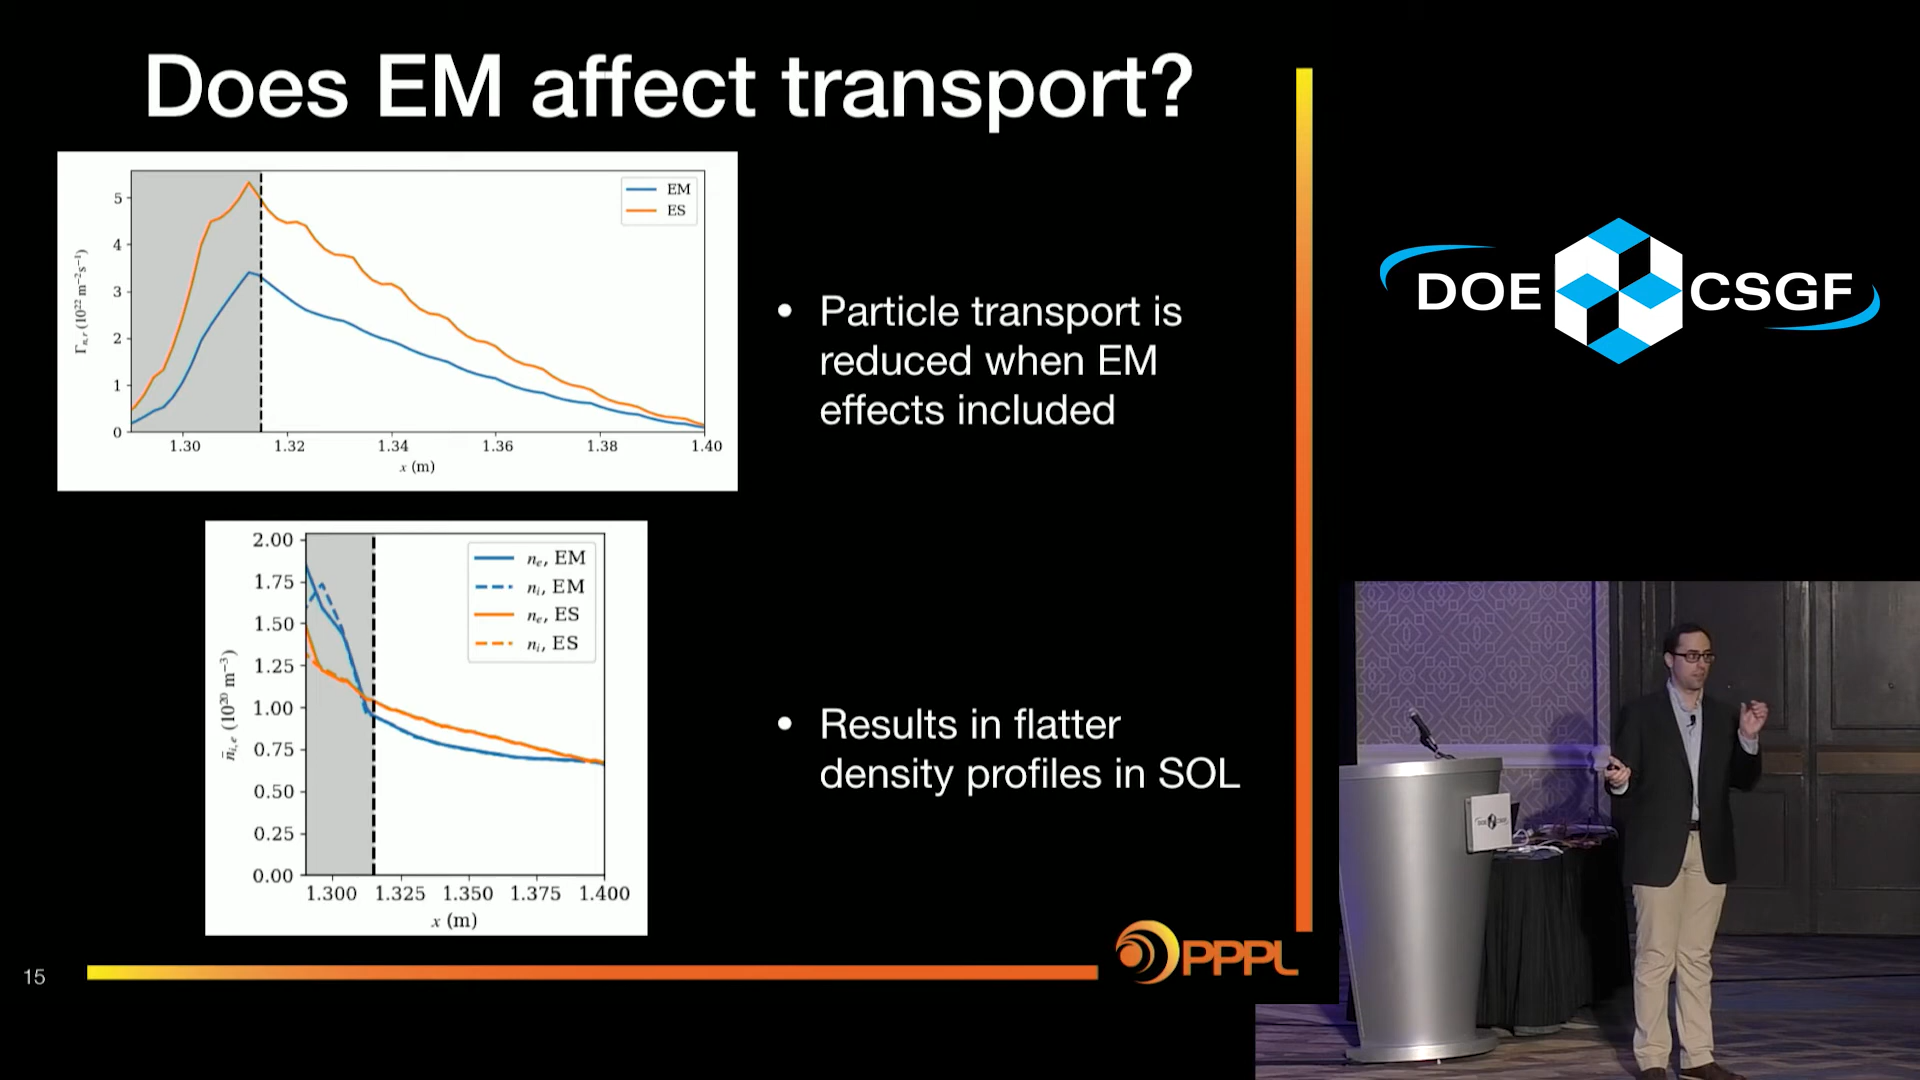 Does EM affect transport?
EM
ES
5
4
3
2
1
0
Γn,r (10²² m⁻²s⁻¹)
1.30 1.32 1.34 1.36 1.38 1.40
x (m)
• Particle transport is
reduced when EM
effects included
2.00
1.75
1.50
1.25
1.00
0.75
0.50
0.25
0.00
n̄i,e (10²⁰ m⁻³)
ne, EM
ni, EM
ne, ES
ni, ES
1.300 1.325 1.350 1.375 1.400
x (m)
• Results in flatter
density profiles in SOL
15
PPPL
DOE CSGF
DOE CSGF